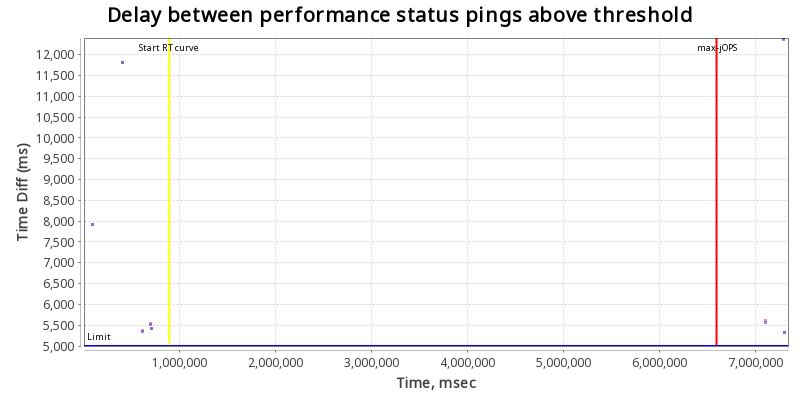 Delay between performance status pings above threshold
Start RT curve
max-jOPS
12,000
11,500
11,000
10,500
10,000
9,500
9,000
8,500
8,000
7,500
7,000
6,500
6,000
5,500
5,000
Time Diff (ms)
Limit
1,000,000 2,000,000 3,000,000 4,000,000 5,000,000 6,000,000 7,000,000
Time, msec